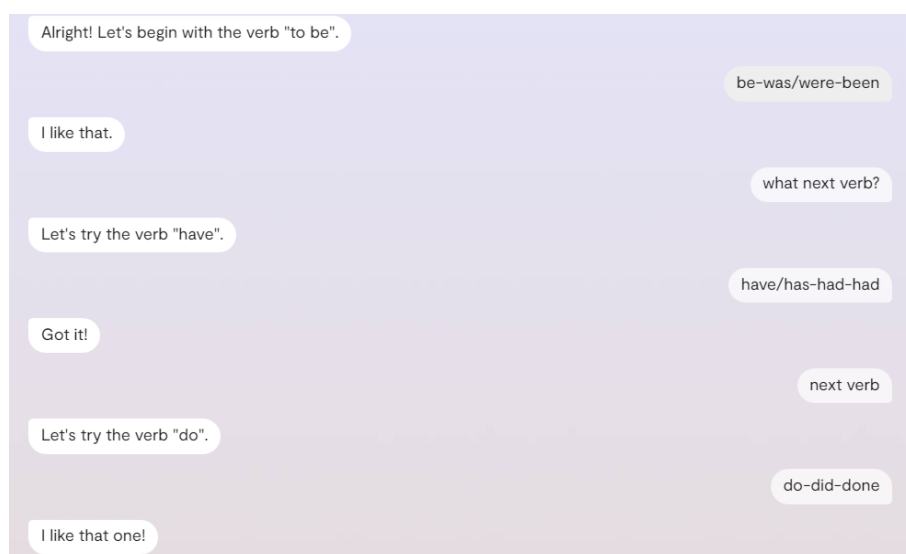 Alright! Let's begin with the verb "to be".
be-was/were-been
I like that.
what next verb?
Let's try the verb "have".
have/has-had-had
Got it!
next verb
Let's try the verb "do".
do-did-done
I like that one!